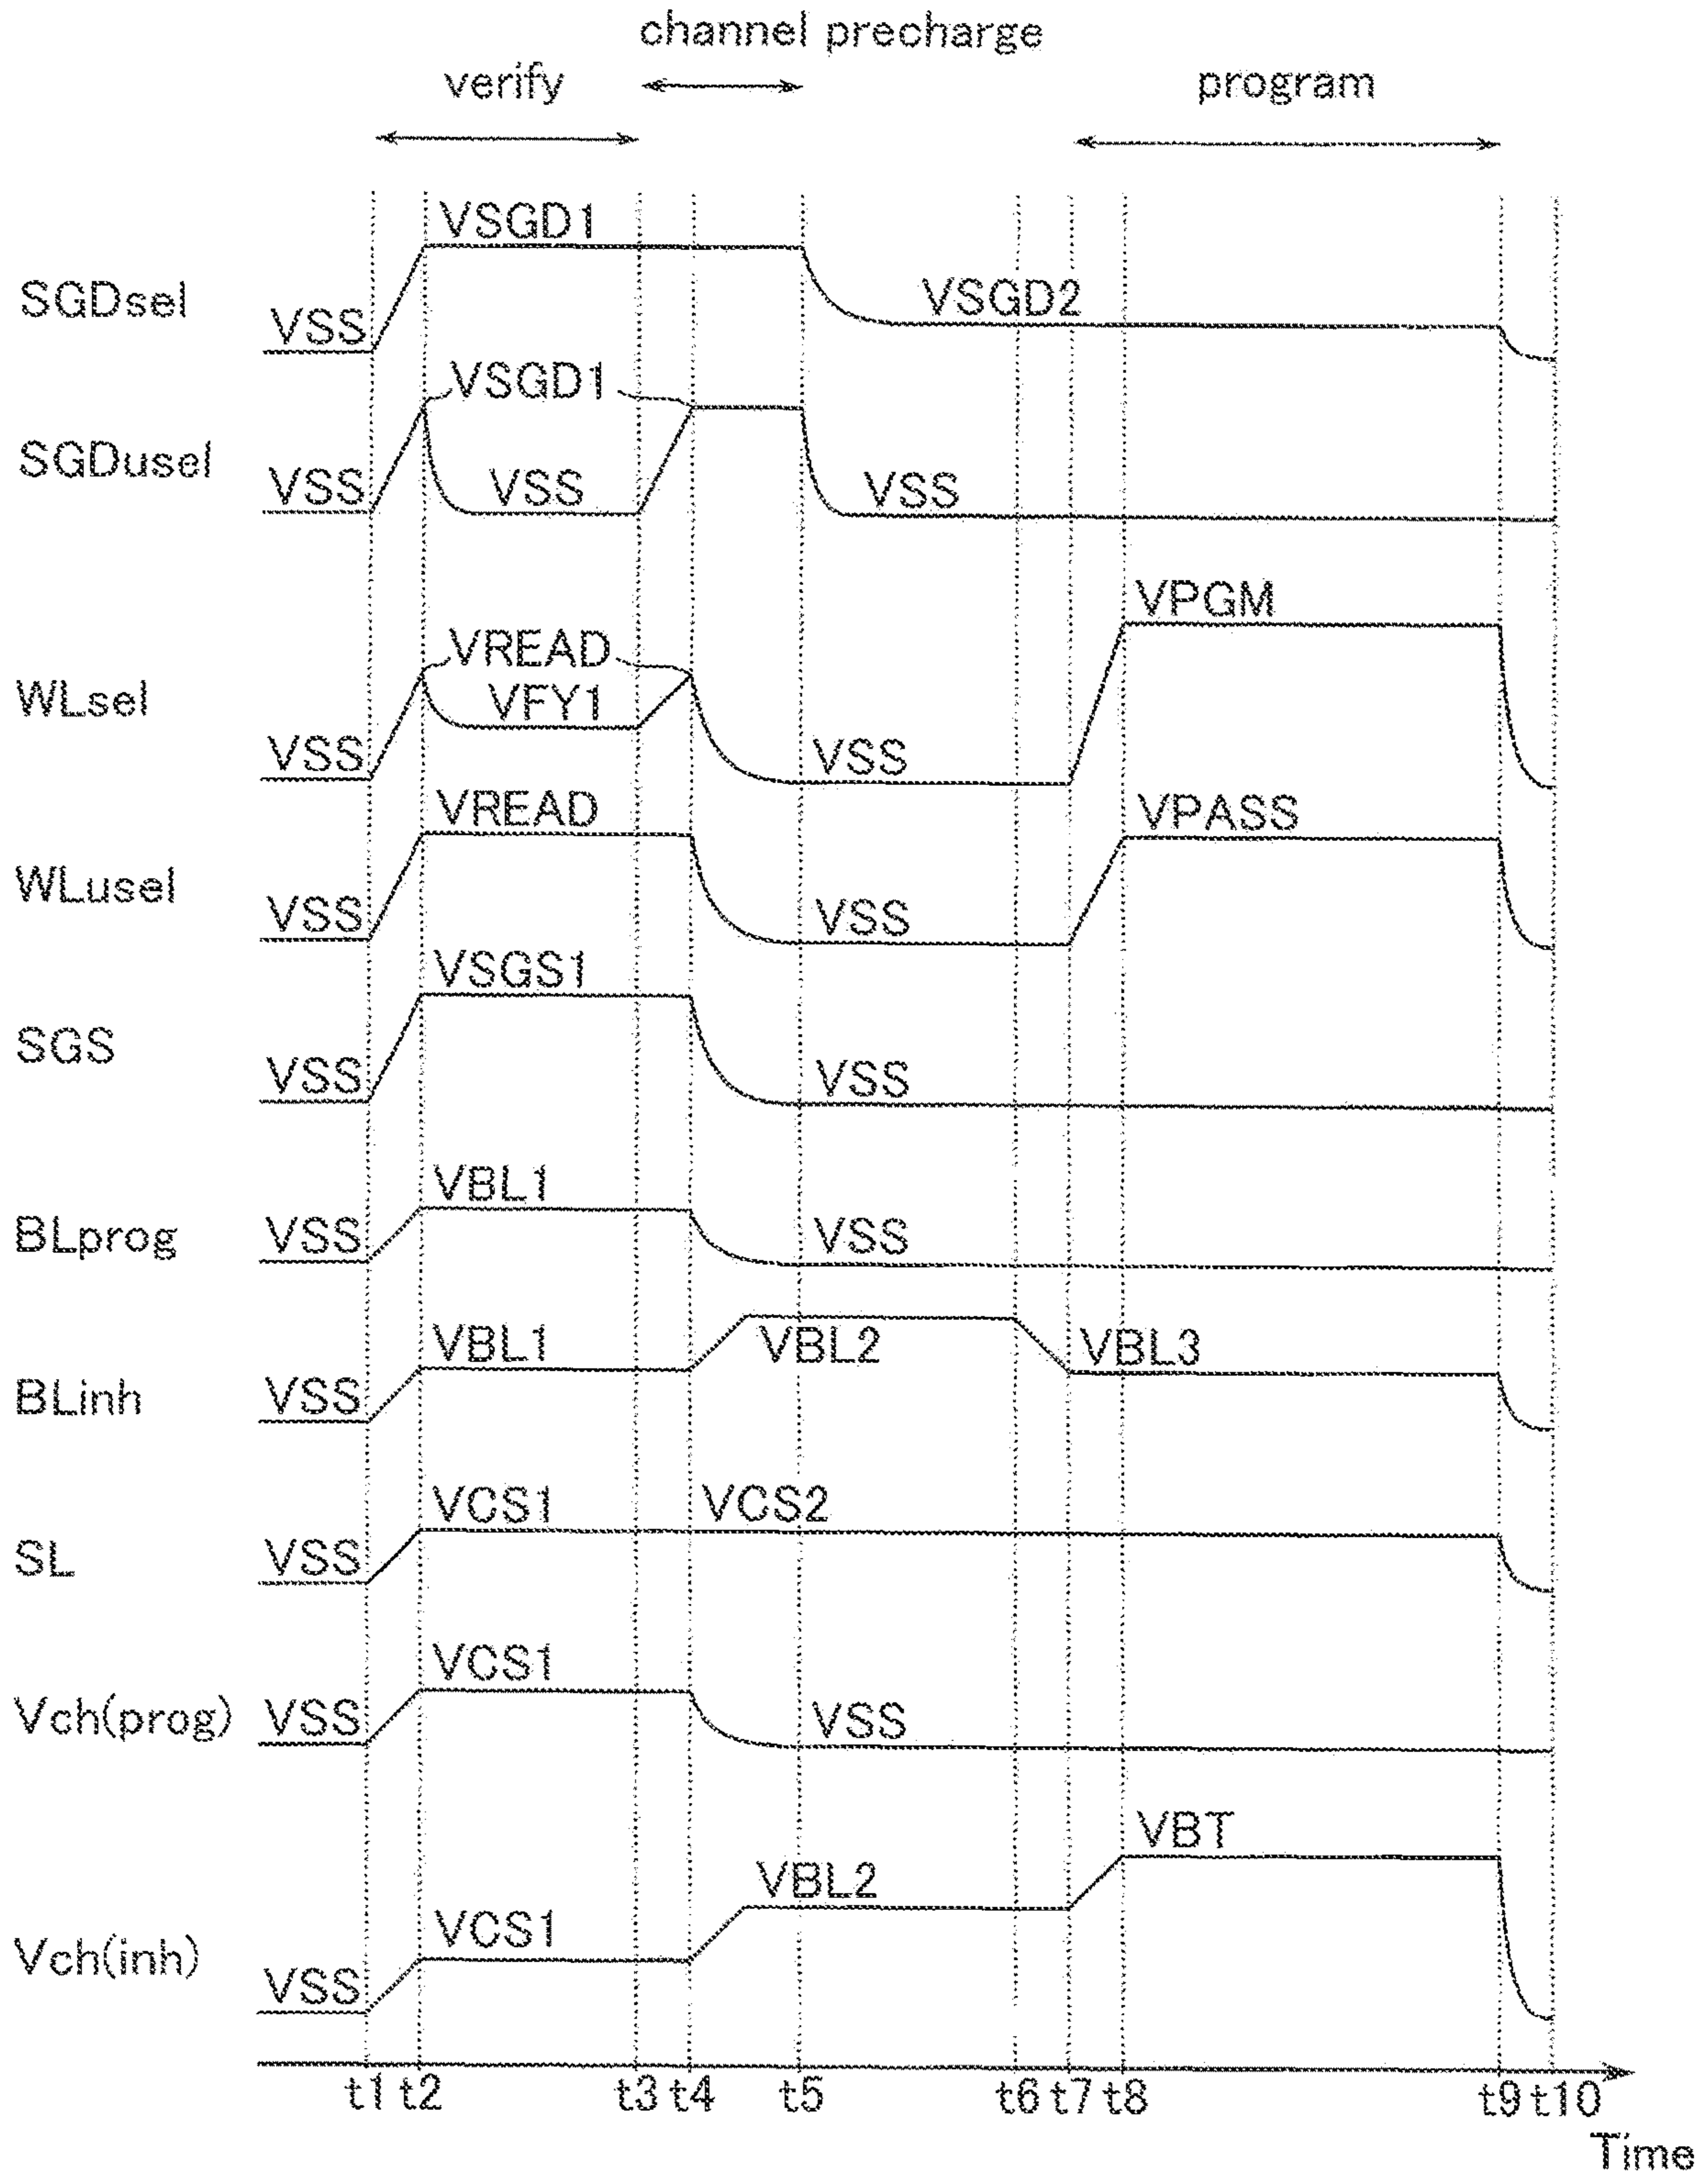 channel precharge
verify
program
VSGD1
SGDsel
VSS
VSGD2
VSGD1
SGDusel
VSS
VSS
VSS
VPGM
VREAD
WLsel
VFY1
VSS
VSS
VREAD
VPASS
WLusel
VSS
VSS
VSGS1
SGS
VSS
VSS
VBL1
BLprog
VSS
VSS
VBL1
VBL2
VBL3
BLinh
VSS
VCS1
VCS2
SL
VSS
VCS1
Vch(prog)
VSS
VSS
VBT
VBL2
VCS1
Vch(inh)
VSS
t1 t2 t3 t4 t5 t6 t7 t8 t9 t10
Time